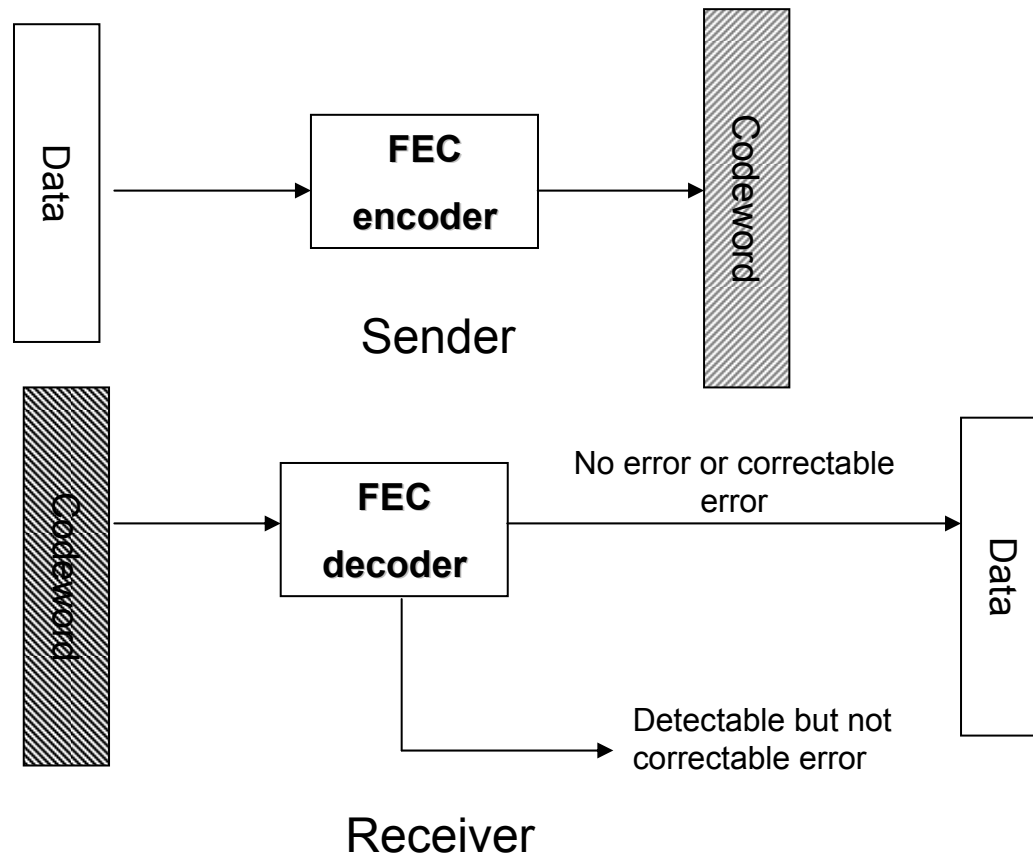 Data
FEC
encoder
Codeword
Sender
Codeword
FEC
decoder
No error or correctable
error
Data
Detectable but not
correctable error
Receiver